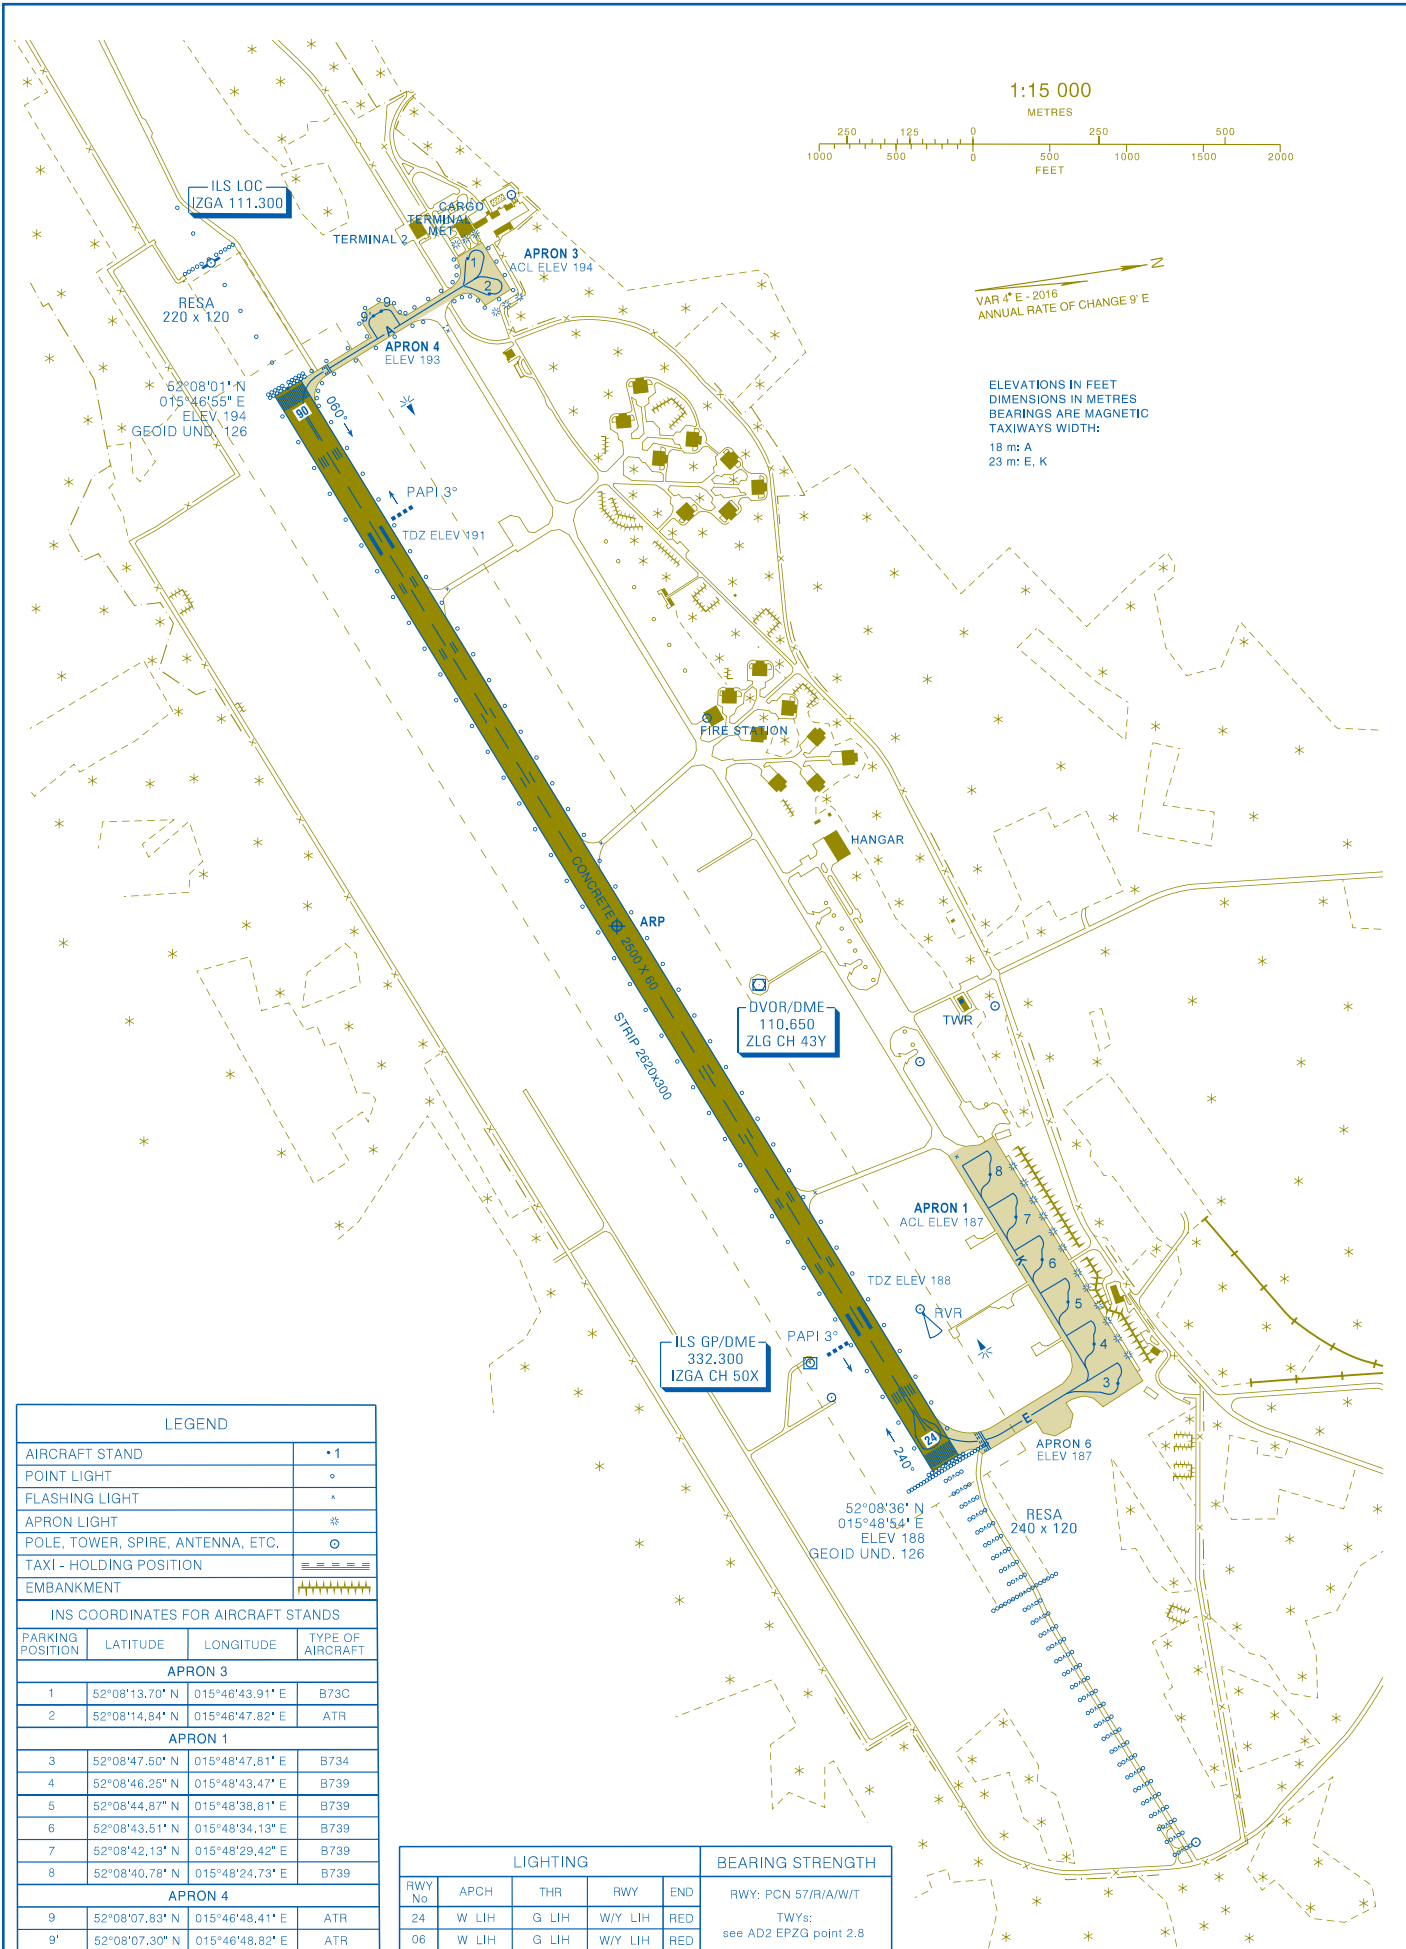 1:15 000
METRES
250 125 0 250 500
1000 500 0 500 1000 1500 2000
FEET
ILS LOC
IZGA 111.300
CARGO
TERMINAL
MET
TERMINAL 2
APRON 3
ACL ELEV 194
1
2
N
VAR 4° E - 2016
ANNUAL RATE OF CHANGE 9' E
RESA
220 x 120
9
9'
A
APRON 4
ELEV 193
52°08'01" N
015°46'55" E
ELEV 194
GEOID UND. 126
06
060°
ELEVATIONS IN FEET
DIMENSIONS IN METRES
BEARINGS ARE MAGNETIC
TAXIWAYS WIDTH:
18 m: A
23 m: E, K
PAPI 3°
TDZ ELEV 191
FIRE STATION
HANGAR
CONCRETE 2500 X 60
ARP
STRIP 2620x300
DVOR/DME
110.650
ZLG CH 43Y
TWR
8
7
6
5
4
3
K
APRON 1
ACL ELEV 187
TDZ ELEV 188
RVR
PAPI 3°
ILS GP/DME
332.300
IZGA CH 50X
24
240°
E
APRON 6
ELEV 187
52°08'36" N
015°48'54" E
ELEV 188
GEOID UND. 126
RESA
240 x 120
LEGEND
AIRCRAFT STAND •1
POINT LIGHT
FLASHING LIGHT
APRON LIGHT
POLE, TOWER, SPIRE, ANTENNA, ETC.
TAXI - HOLDING POSITION
EMBANKMENT
INS COORDINATES FOR AIRCRAFT STANDS
PARKING POSITION LATITUDE LONGITUDE TYPE OF AIRCRAFT
APRON 3
1 52°08'13.70" N 015°46'43.91" E B73C
2 52°08'14.84" N 015°46'47.82" E ATR
APRON 1
3 52°08'47.50" N 015°48'47.81" E B734
4 52°08'46.25" N 015°48'43.47" E B739
5 52°08'44.87" N 015°48'38.81" E B739
6 52°08'43.51" N 015°48'34.13" E B739
7 52°08'42.13" N 015°48'29.42" E B739
8 52°08'40.78" N 015°48'24.73" E B739
APRON 4
9 52°08'07.83" N 015°46'48.41" E ATR
9' 52°08'07.30" N 015°46'48.82" E ATR
LIGHTING
RWY No APCH THR RWY END
24 W LIH G LIH W/Y LIH RED
06 W LIH G LIH W/Y LIH RED
BEARING STRENGTH
RWY: PCN 57/R/A/W/T
TWYs:
see AD2 EPZG point 2.8